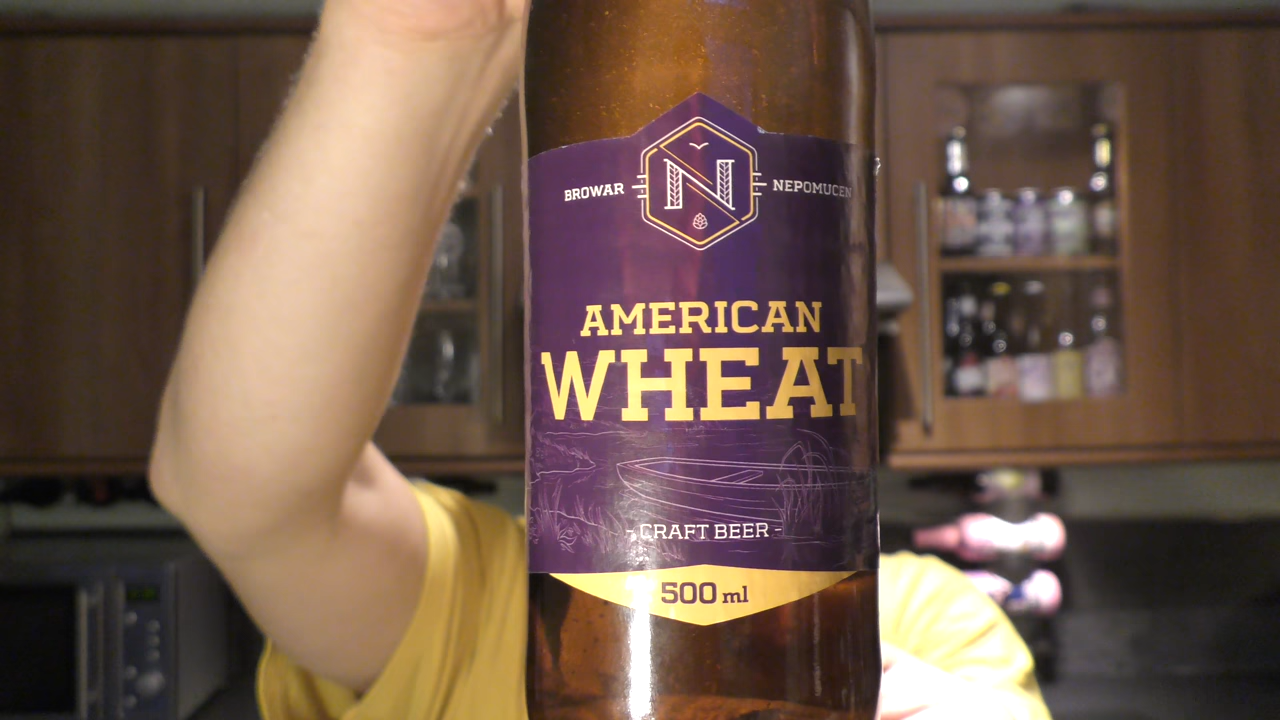 BROWAR N NEPOMUCEN
AMERICAN
WHEAT
- CRAFT BEER -
500 ml